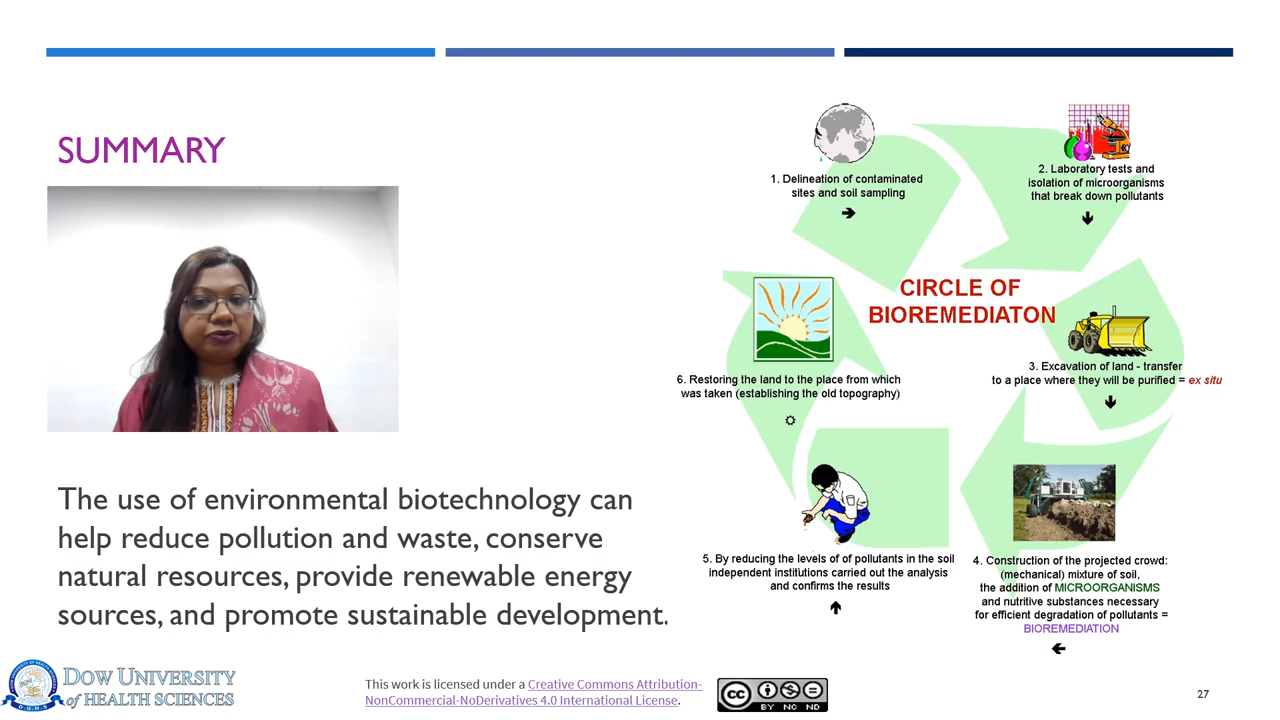 SUMMARY
1. Delineation of contaminated
sites and soil sampling
2. Laboratory tests and
isolation of microorganisms
that break down pollutants
CIRCLE OF
BIOREMEDIATON
3. Excavation of land - transfer
to a place where they will be purified = ex situ
6. Restoring the land to the place from which
was taken (establishing the old topography)
4. Construction of the projected crowd:
(mechanical) mixture of soil,
the addition of MICROORGANISMS
and nutritive substances necessary
for efficient degradation of pollutants =
BIOREMEDIATION
5. By reducing the levels of of pollutants in the soil
independent institutions carried out the analysis
and confirms the results
The use of environmental biotechnology can
help reduce pollution and waste, conserve
natural resources, provide renewable energy
sources, and promote sustainable development.
DOW UNIVERSITY
of HEALTH SCIENCES
D.U.H.S
This work is licensed under a Creative Commons Attribution-
NonCommercial-NoDerivatives 4.0 International License.
cc
BY NC ND
27